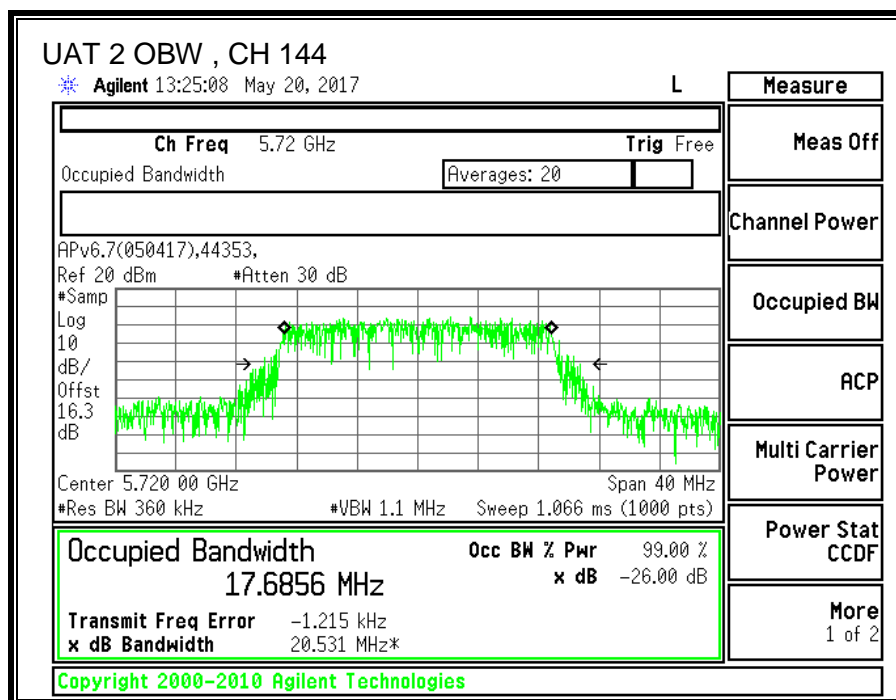 UAT 2 OBW , CH 144
Agilent 13:25:08 May 20, 2017 L
Measure
Ch Freq 5.72 GHz Trig Free
Occupied Bandwidth Averages: 20
APv6.7(050417),44353,
Ref 20 dBm #Atten 30 dB
#Samp
Log
10
dB/
Offst
16.3
dB
Center 5.720 00 GHz Span 40 MHz
#Res BW 360 kHz #VBW 1.1 MHz Sweep 1.066 ms (1000 pts)
Occupied Bandwidth
17.6856 MHz
Occ BW % Pwr 99.00 %
x dB -26.00 dB
Transmit Freq Error -1.215 kHz
x dB Bandwidth 20.531 MHz*
Meas Off
Channel Power
Occupied BW
ACP
Multi Carrier
Power
Power Stat
CCDF
More
1 of 2
Copyright 2000-2010 Agilent Technologies